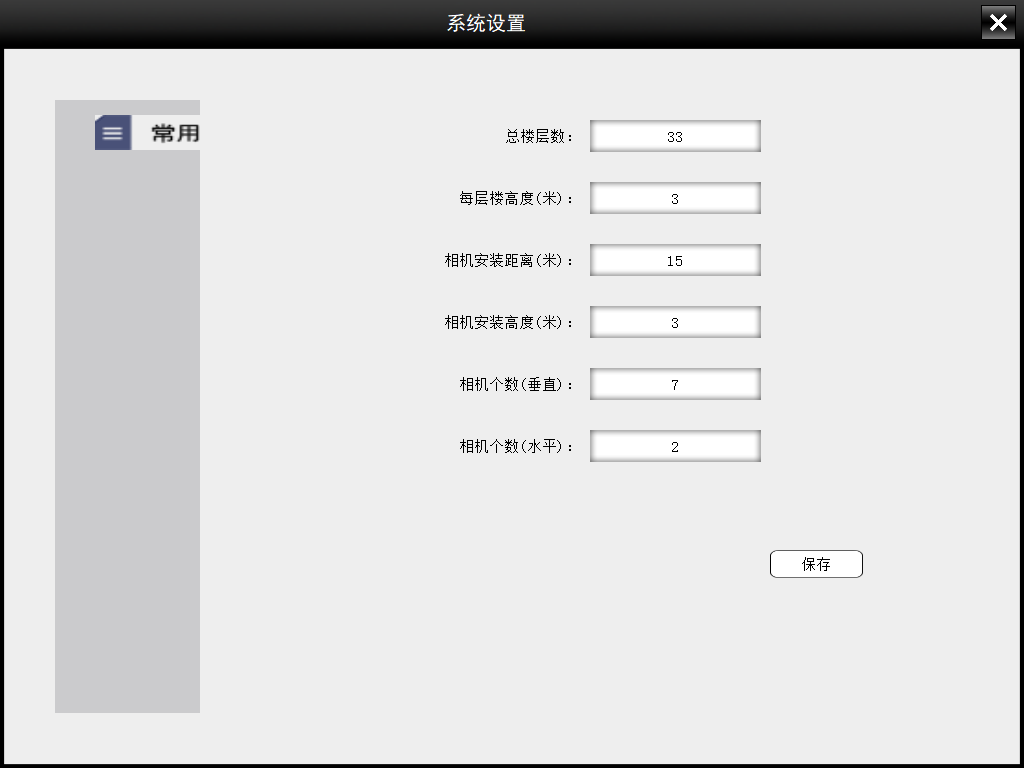 系统设置
常用
总楼层数： 33
每层楼高度(米)： 3
相机安装距离(米)： 15
相机安装高度(米)： 3
相机个数(垂直)： 7
相机个数(水平)： 2
保存